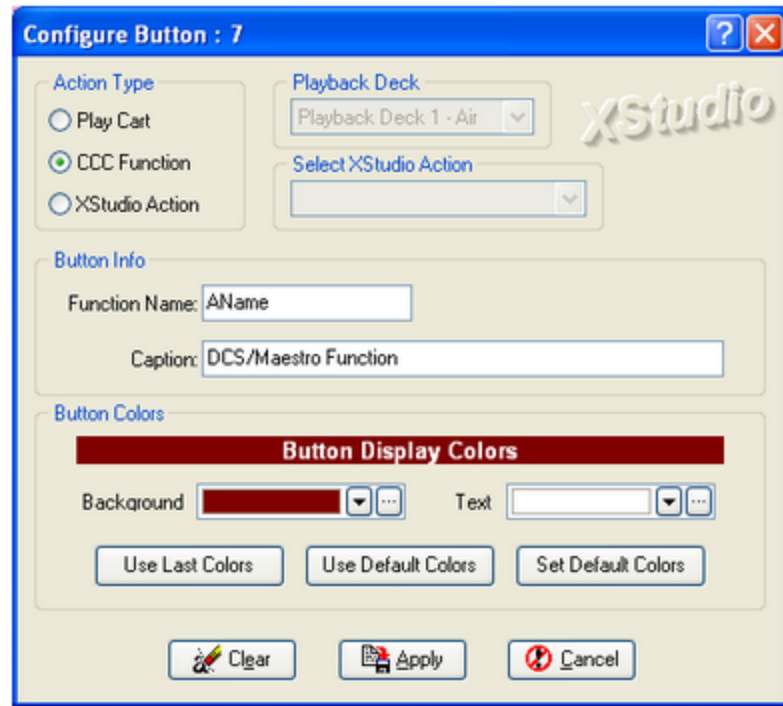 Configure Button : 7
Action Type
Play Cart
CCC Function
XStudio Action
Playback Deck
Playback Deck 1 - Air
Select XStudio Action
XStudio
Button Info
Function Name: AName
Caption: DCS/Maestro Function
Button Colors
Button Display Colors
Background
Text
Use Last Colors
Use Default Colors
Set Default Colors
Clear
Apply
Cancel